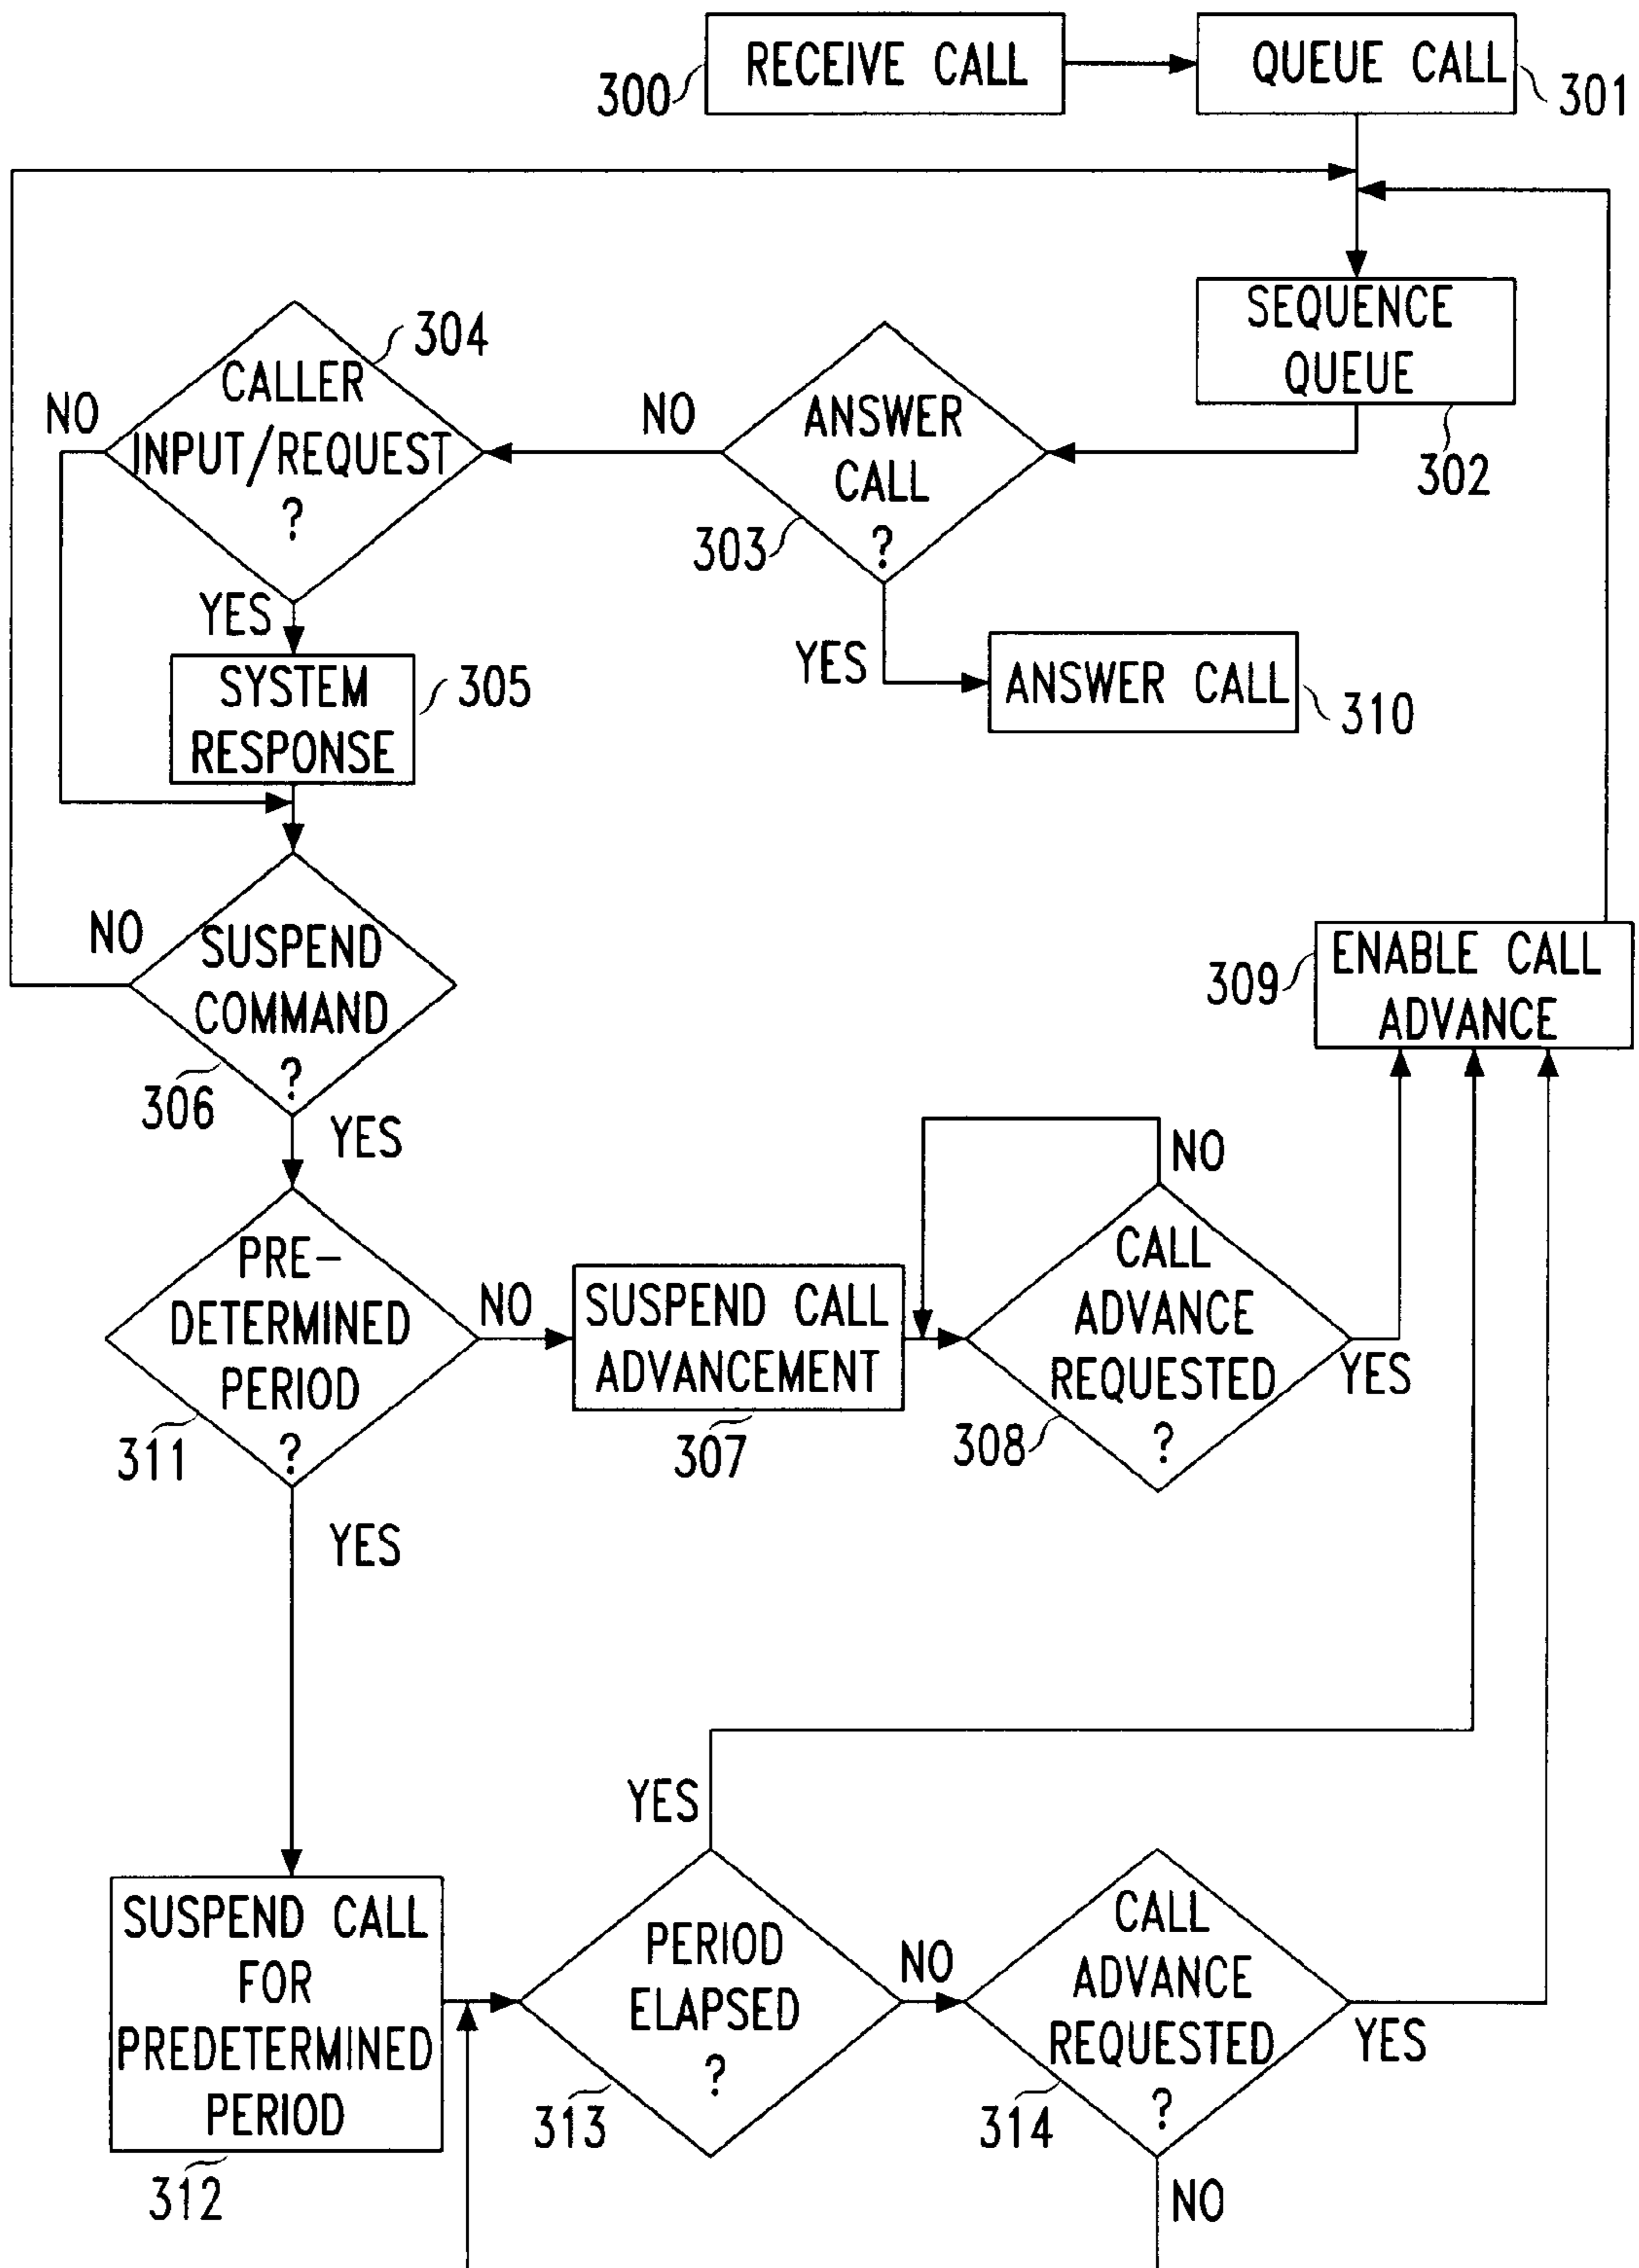 RECEIVE CALL
300
QUEUE CALL
301
SEQUENCE
QUEUE
302
ANSWER
CALL
?
303
NO
YES
ANSWER CALL
310
CALLER
INPUT/REQUEST
?
304
NO
YES
SYSTEM
RESPONSE
305
SUSPEND
COMMAND
?
306
NO
YES
ENABLE CALL
ADVANCE
309
PRE-
DETERMINED
PERIOD
?
311
NO
YES
SUSPEND CALL
ADVANCEMENT
307
CALL
ADVANCE
REQUESTED
?
308
NO
YES
SUSPEND CALL
FOR
PREDETERMINED
PERIOD
312
PERIOD
ELAPSED
?
313
YES
NO
CALL
ADVANCE
REQUESTED
?
314
YES
NO